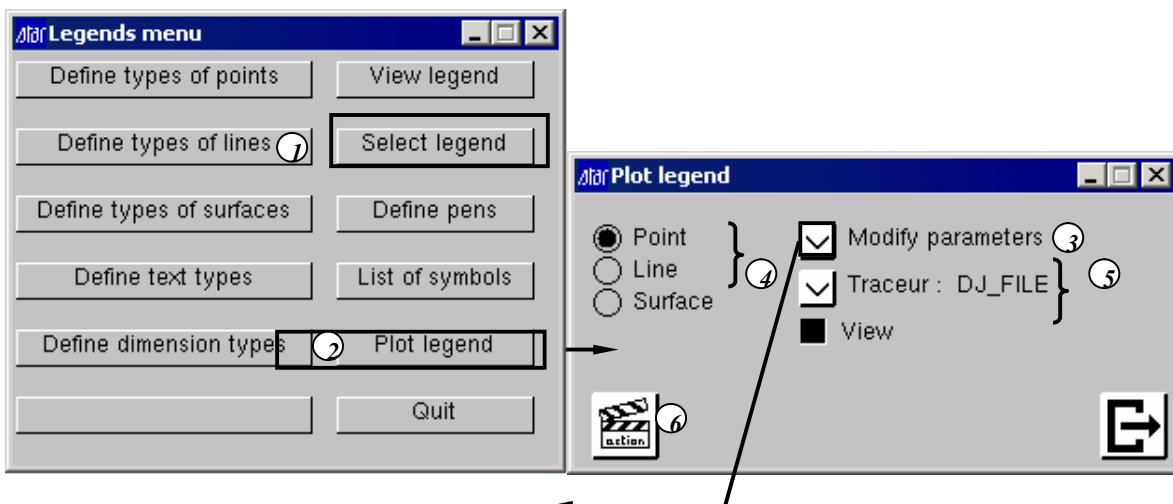 atar Legends menu
Define types of points
View legend
Define types of lines
1
Select legend
Define types of surfaces
Define pens
Define text types
List of symbols
Define dimension types
2
Plot legend
Quit
atar Plot legend
Point
Line
Surface
4
Modify parameters
3
Traceur : DJ_FILE
5
View
action
6